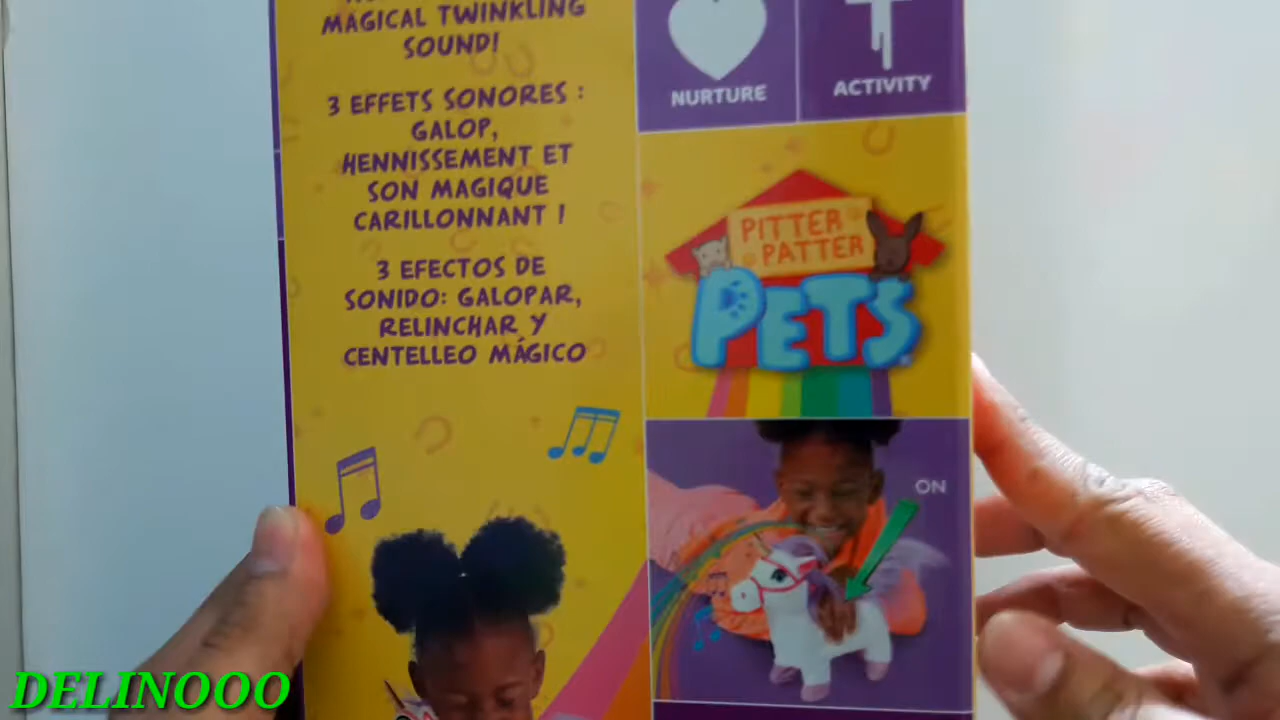 MAGICAL TWINKLING
SOUND!
3 EFFETS SONORES :
GALOP,
HENNISSEMENT ET
SON MAGIQUE
CARILLONNANT !
3 EFECTOS DE
SONIDO: GALOPAR,
RELINCHAR Y
CENTELLEO MÁGICO
NURTURE
ACTIVITY
PITTER
PATTER
PETS
ON
DELINOOO